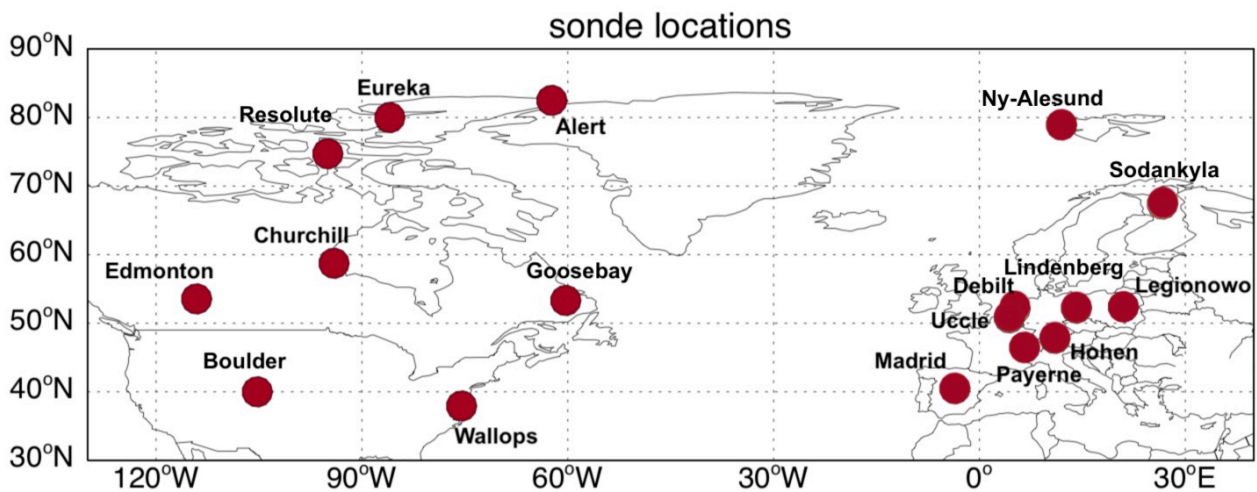 sonde locations
90°N
80°N
70°N
60°N
50°N
40°N
30°N
120°W
90°W
60°W
30°W
0°
30°E
Eureka
Resolute
Alert
Ny-Alesund
Sodankyla
Churchill
Edmonton
Goosebay
Lindenberg
Debilt
Legionowo
Uccle
Boulder
Madrid
Hohen
Payerne
Wallops